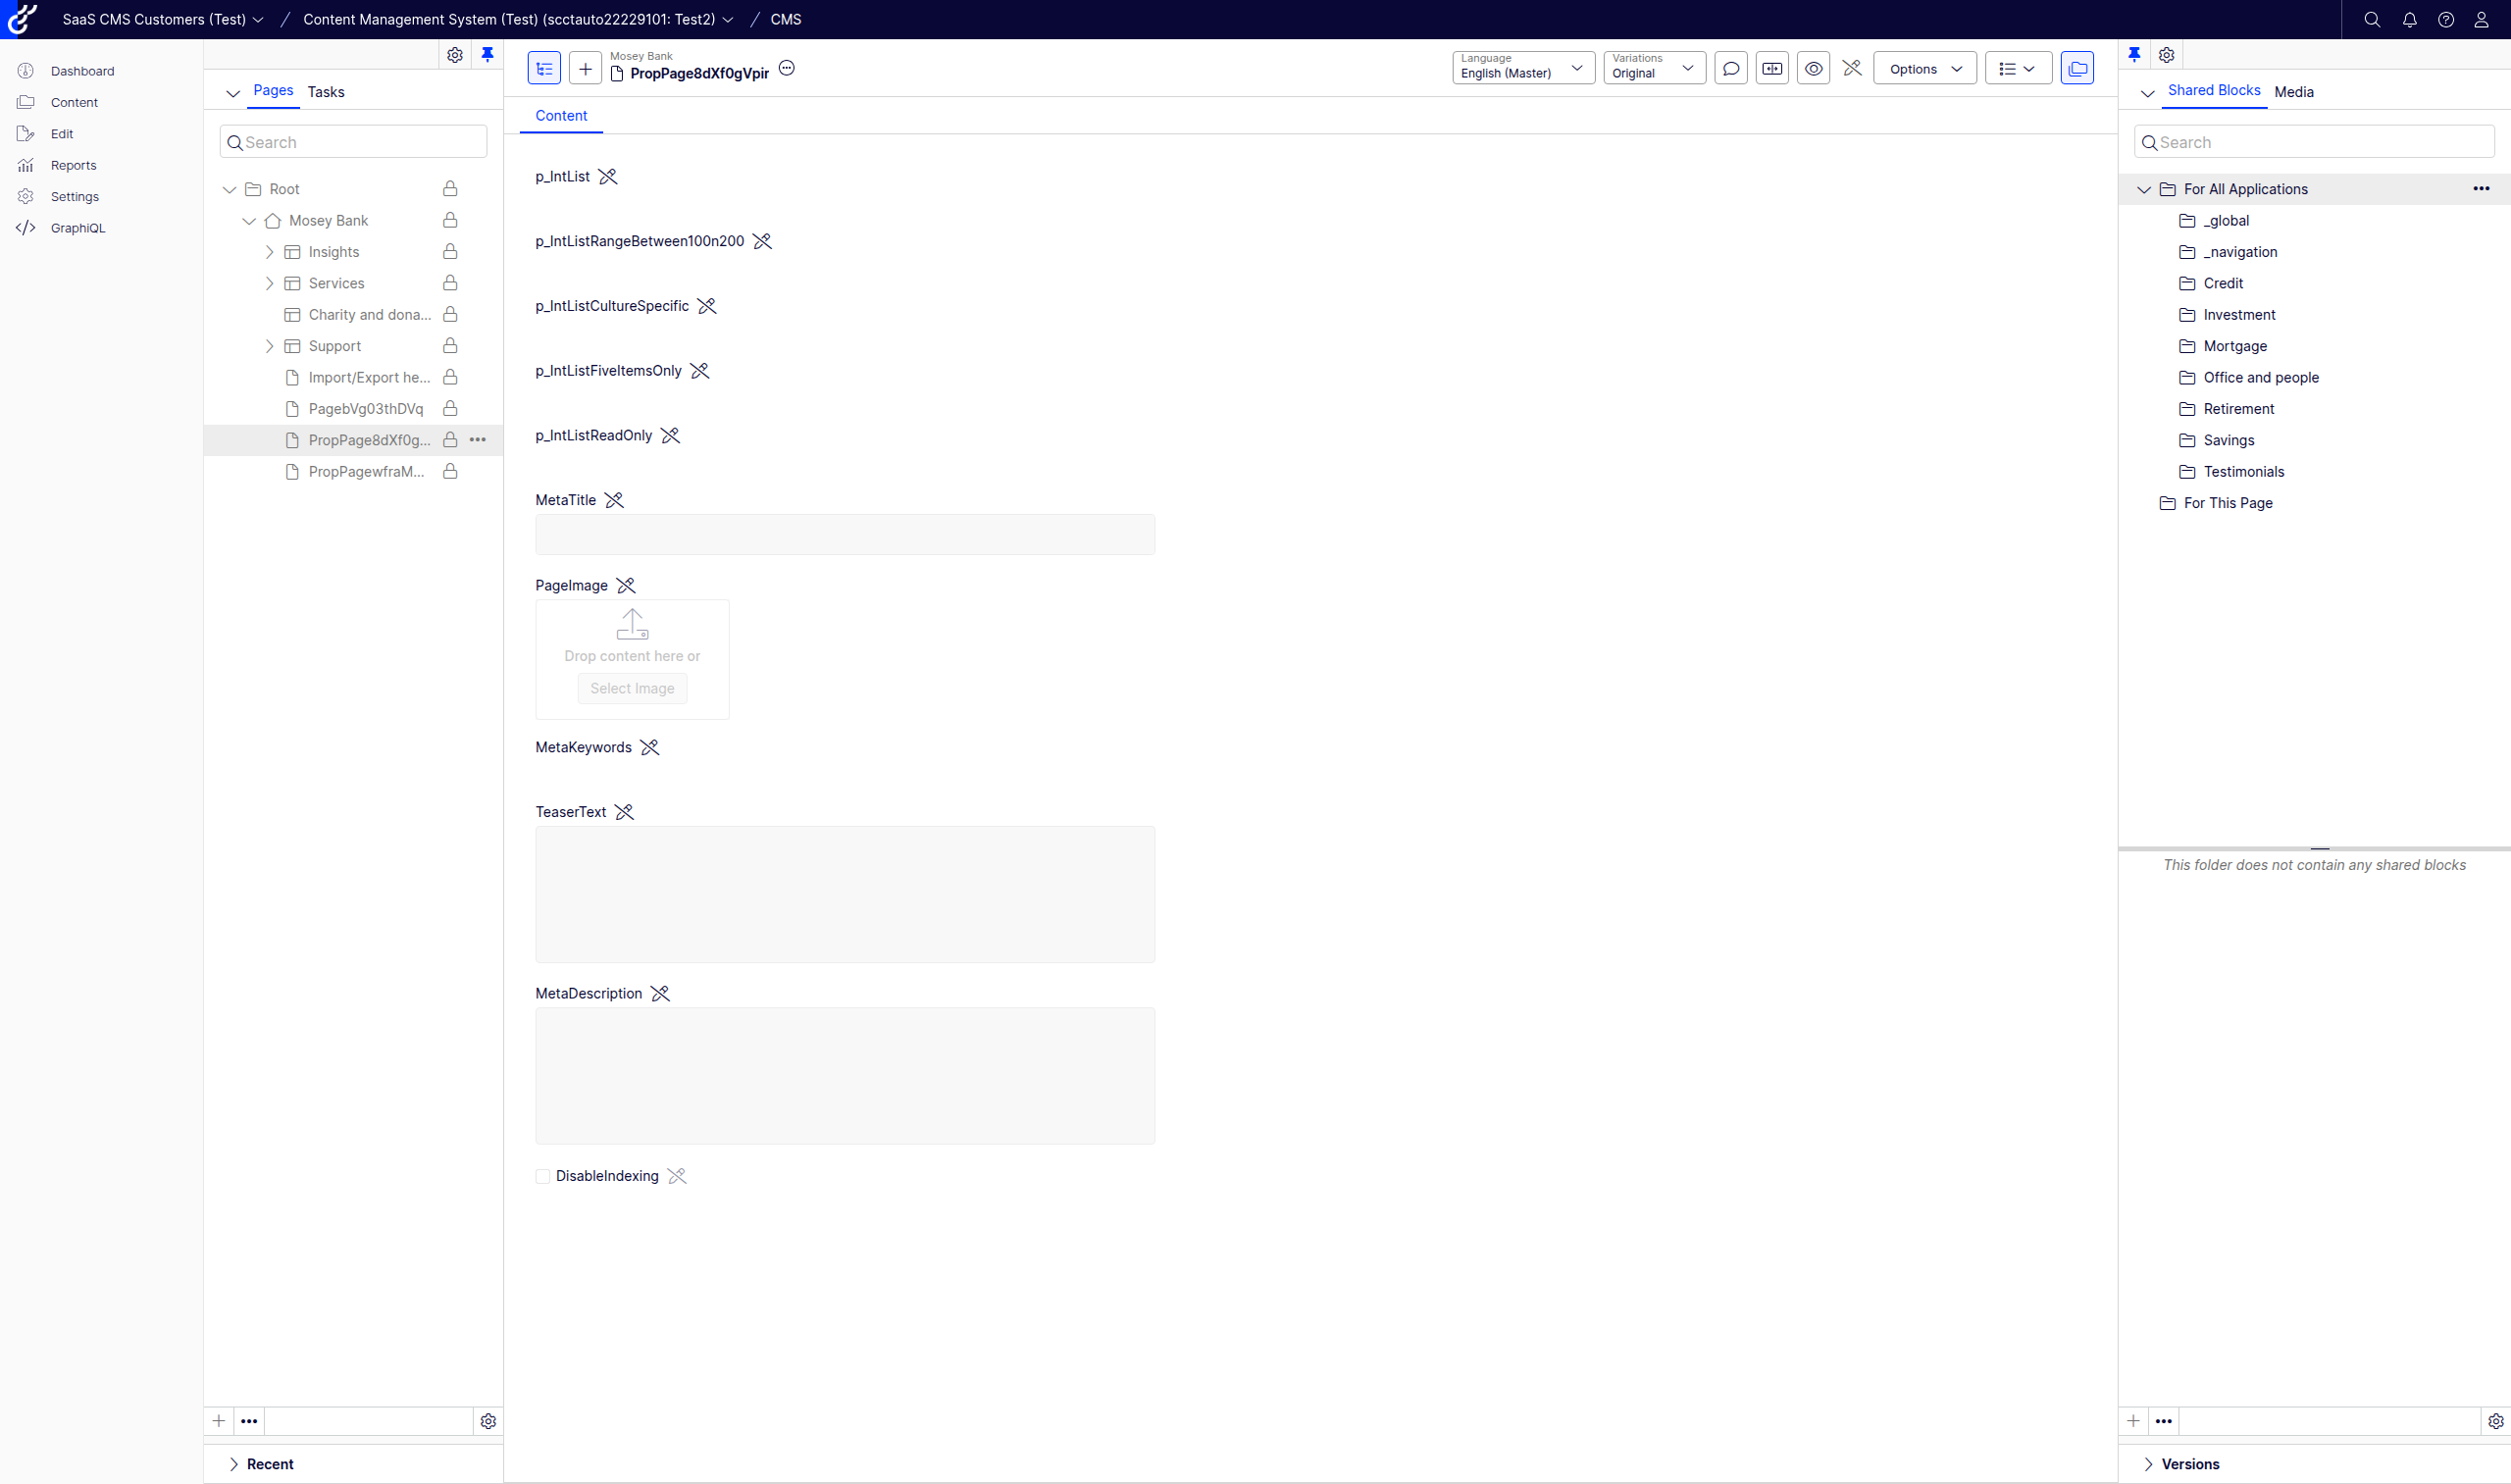 SaaS CMS Customers (Test) / Content Management System (Test) (scctauto22229101: Test2) / CMS
Dashboard
Content
Edit
Reports
Settings
GraphiQL
Pages Tasks
Search
Root
Mosey Bank
Insights
Services
Charity and dona...
Support
Import/Export he...
PagebVg03thDVq
PropPage8dXf0g...
PropPagewfraM...
Recent
Mosey Bank
PropPage8dXf0gVpir
Language
English (Master)
Variations
Original
Options
Content
p_IntList
p_IntListRangeBetween100n200
p_IntListCultureSpecific
p_IntListFiveItemsOnly
p_IntListReadOnly
MetaTitle
PageImage
Drop content here or
Select Image
MetaKeywords
TeaserText
MetaDescription
DisableIndexing
Shared Blocks Media
Search
For All Applications
_global
_navigation
Credit
Investment
Mortgage
Office and people
Retirement
Savings
Testimonials
For This Page
This folder does not contain any shared blocks
Versions